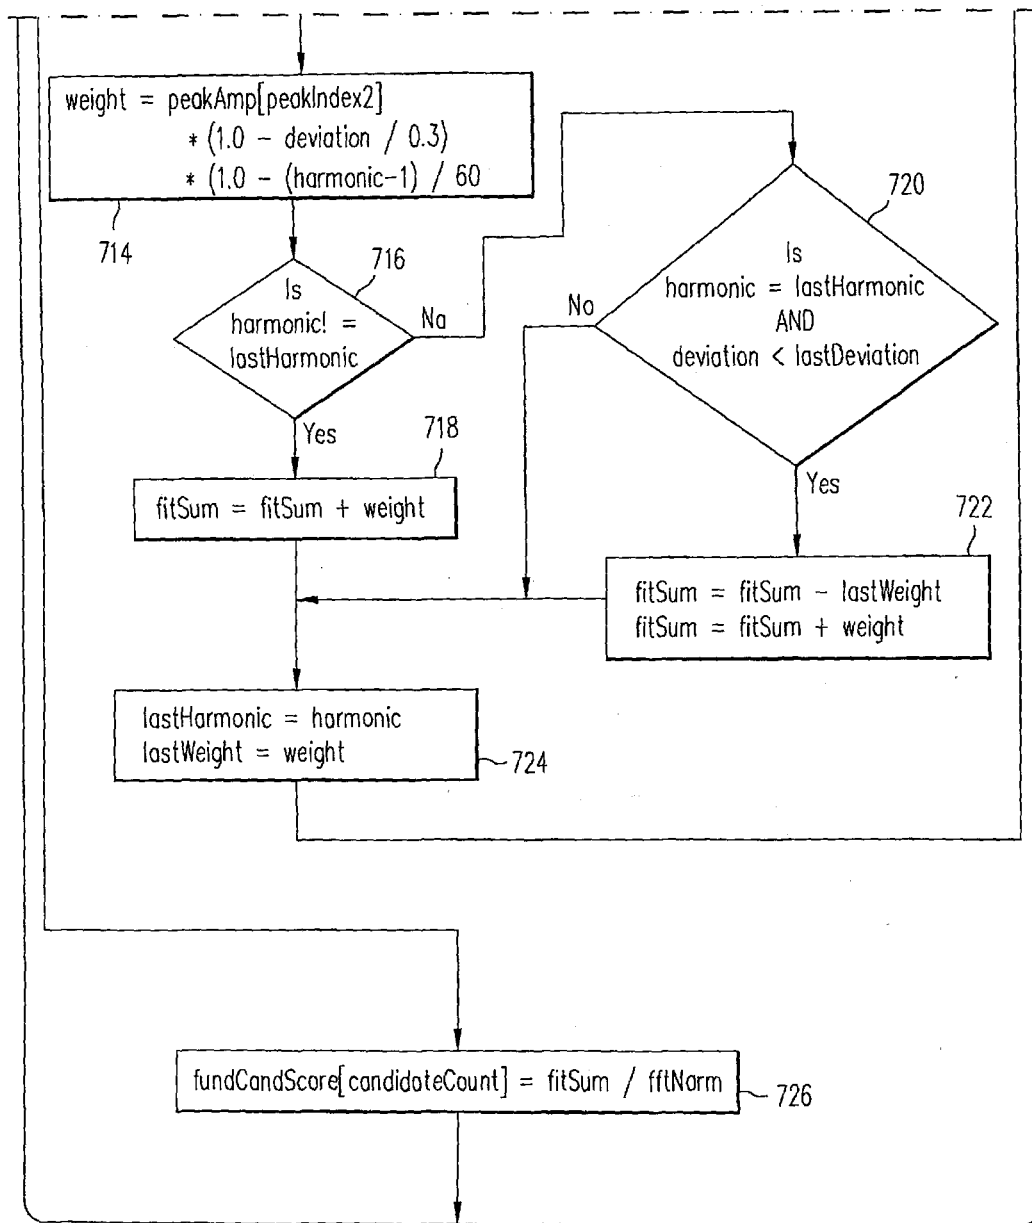 weight = peakAmp[peakIndex2]
* (1.0 - deviation / 0.3)
* (1.0 - (harmonic-1) / 60
714
716
Is
harmonic! =
lastHarmonic
Na
Yes
718
fitSum = fitSum + weight
720
Is
harmonic = lastHarmonic
AND
deviation < lastDeviation
No
Yes
722
fitSum = fitSum - lastWeight
fitSum = fitSum + weight
lastHarmonic = harmonic
lastWeight = weight
724
fundCandScore[candidateCount] = fitSum / fftNorm
726